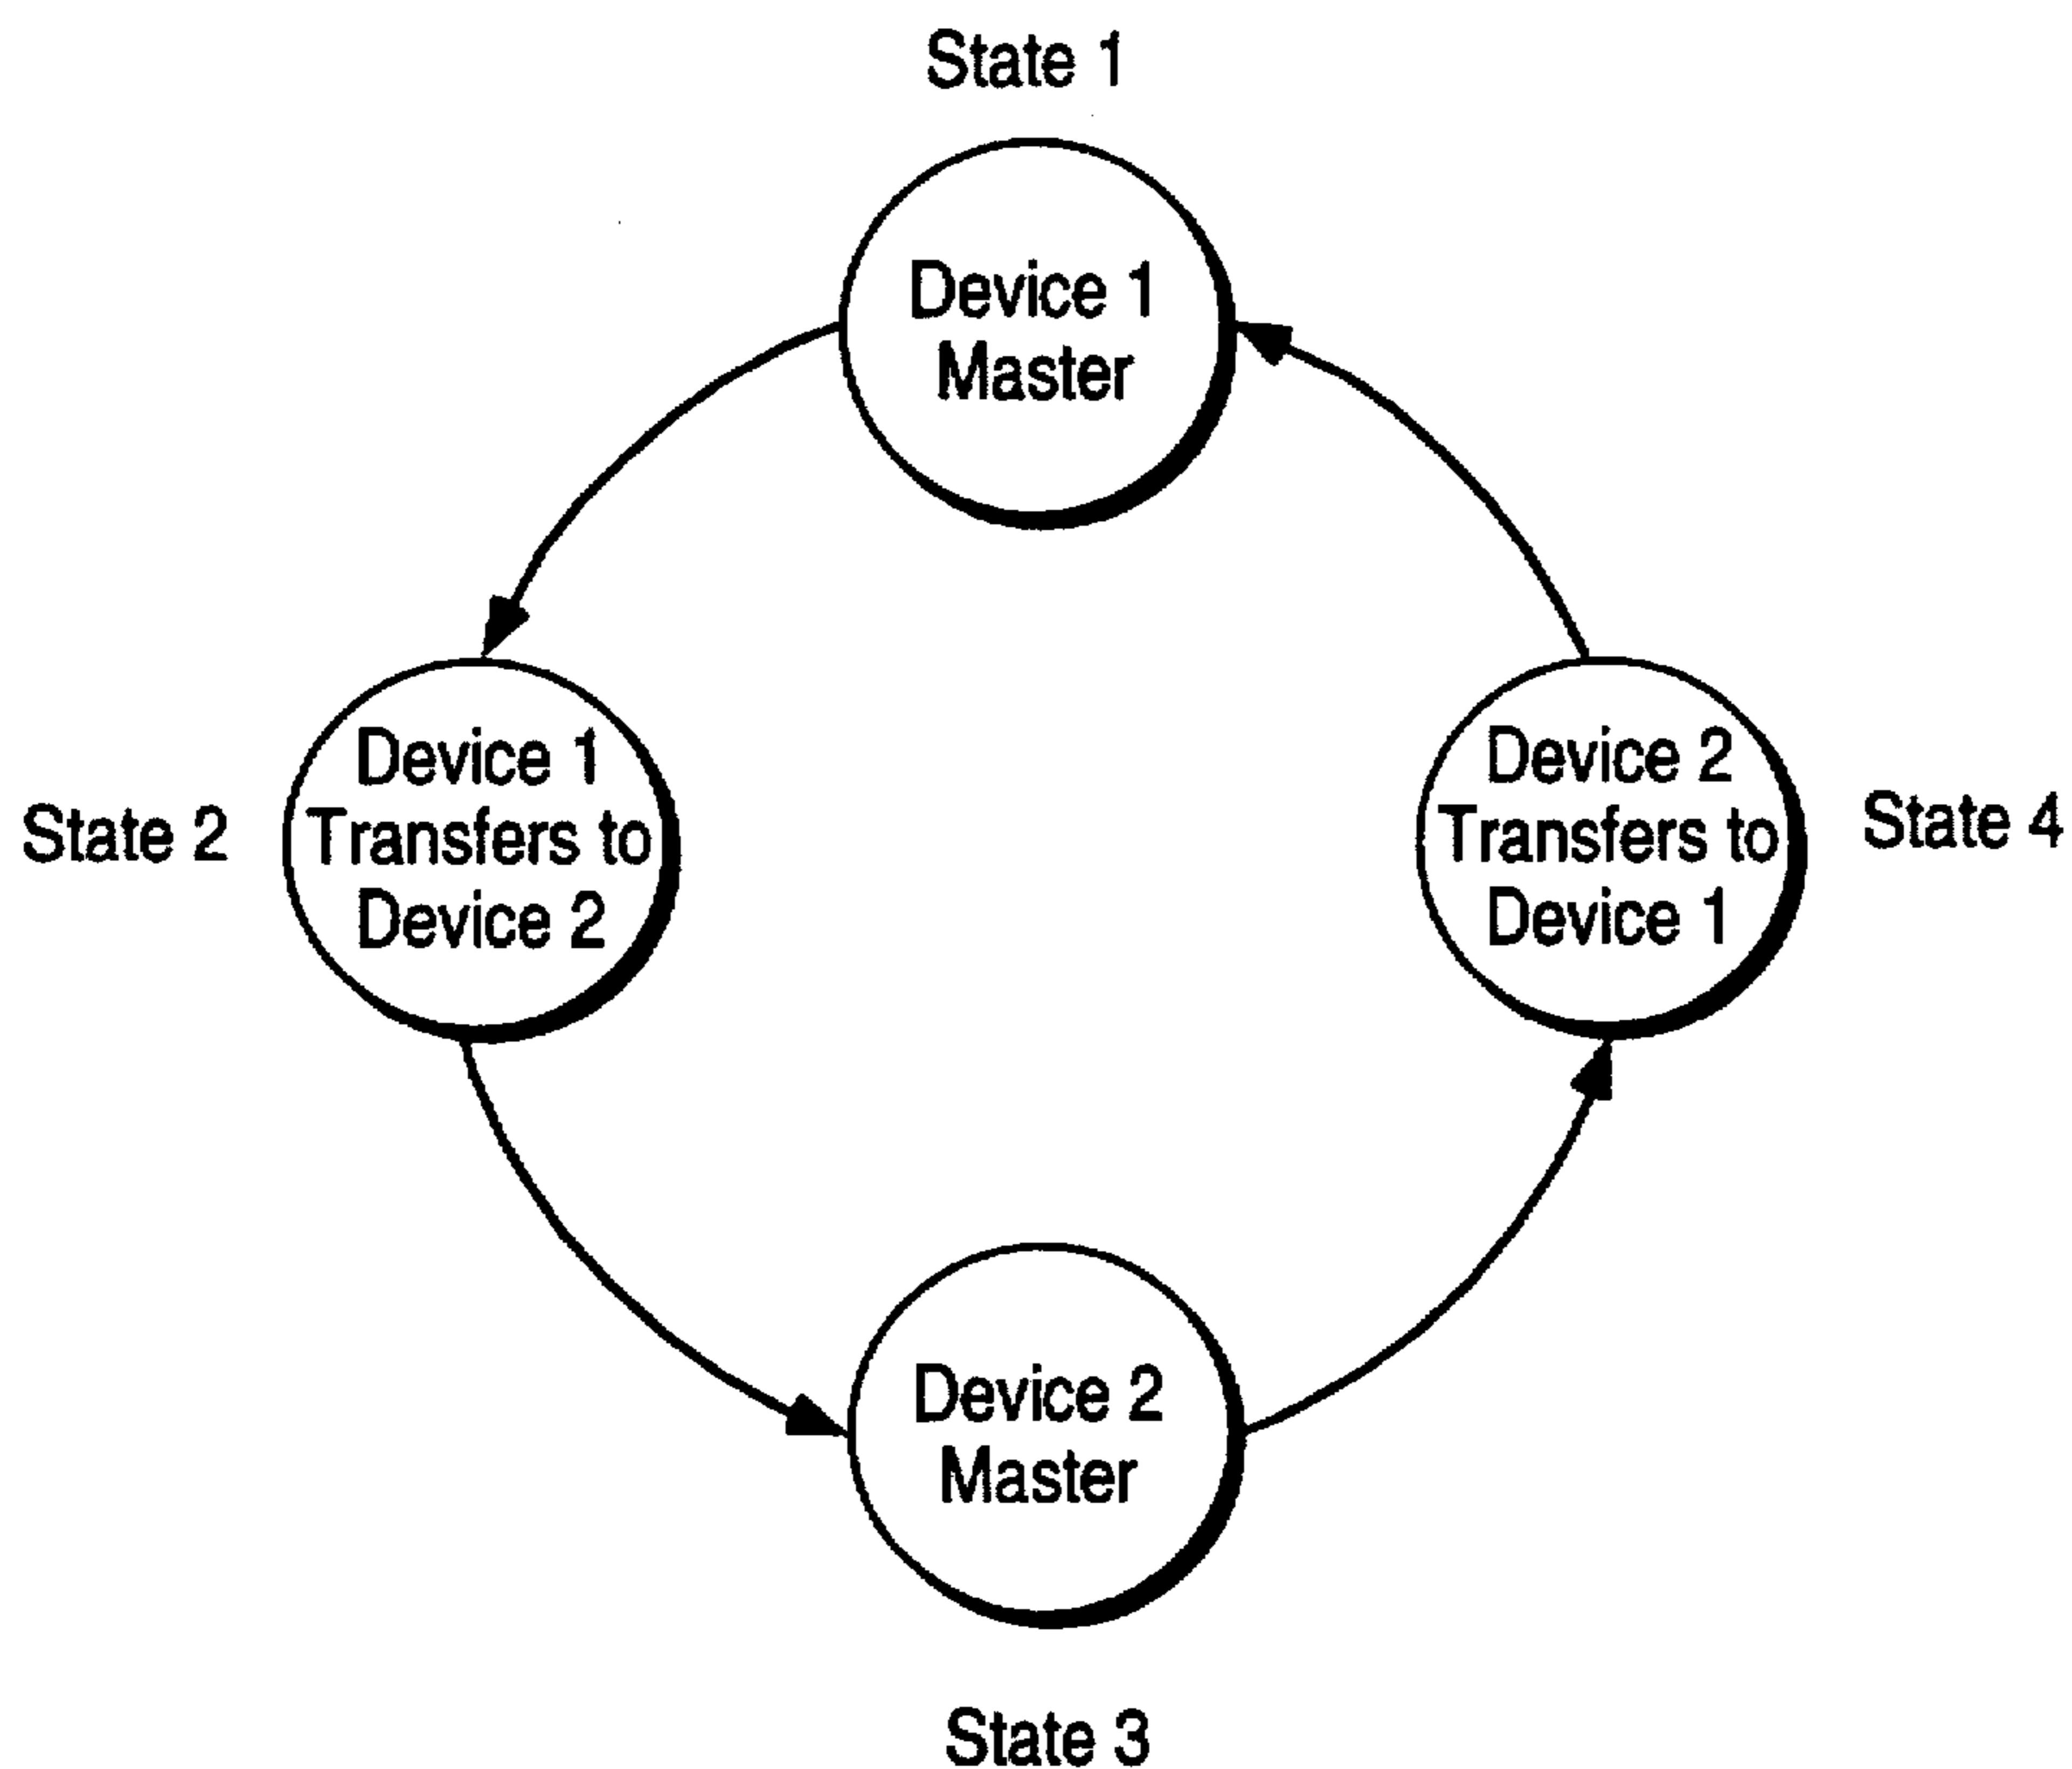 State 1
Device 1
Master
State 2
Device 1
Transfers to
Device 2
Device 2
Transfers to
Device 1
State 4
Device 2
Master
State 3